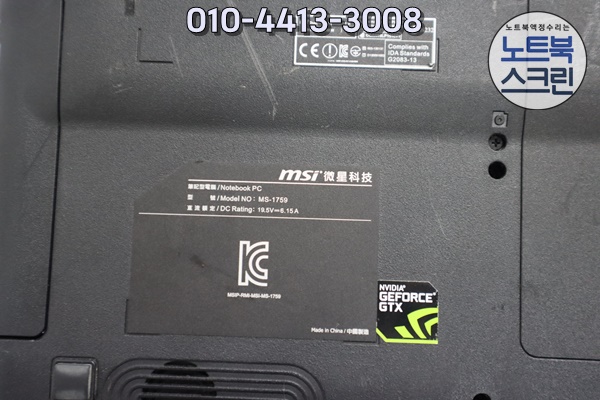 010-4413-3008
노트북액정수리는
노트북
스크린
Complies with
IDA Standards
G2083-13
msi 微星科技
筆記型電腦 / Notebook PC
型 號 / Model NO : MS-1759
直流額定 / DC Rating : 19.5V⎓6.15A
MSIP-RMI-MSI-MS-1759
Made in China / 中國製造
NVIDIA
GEFORCE
GTX